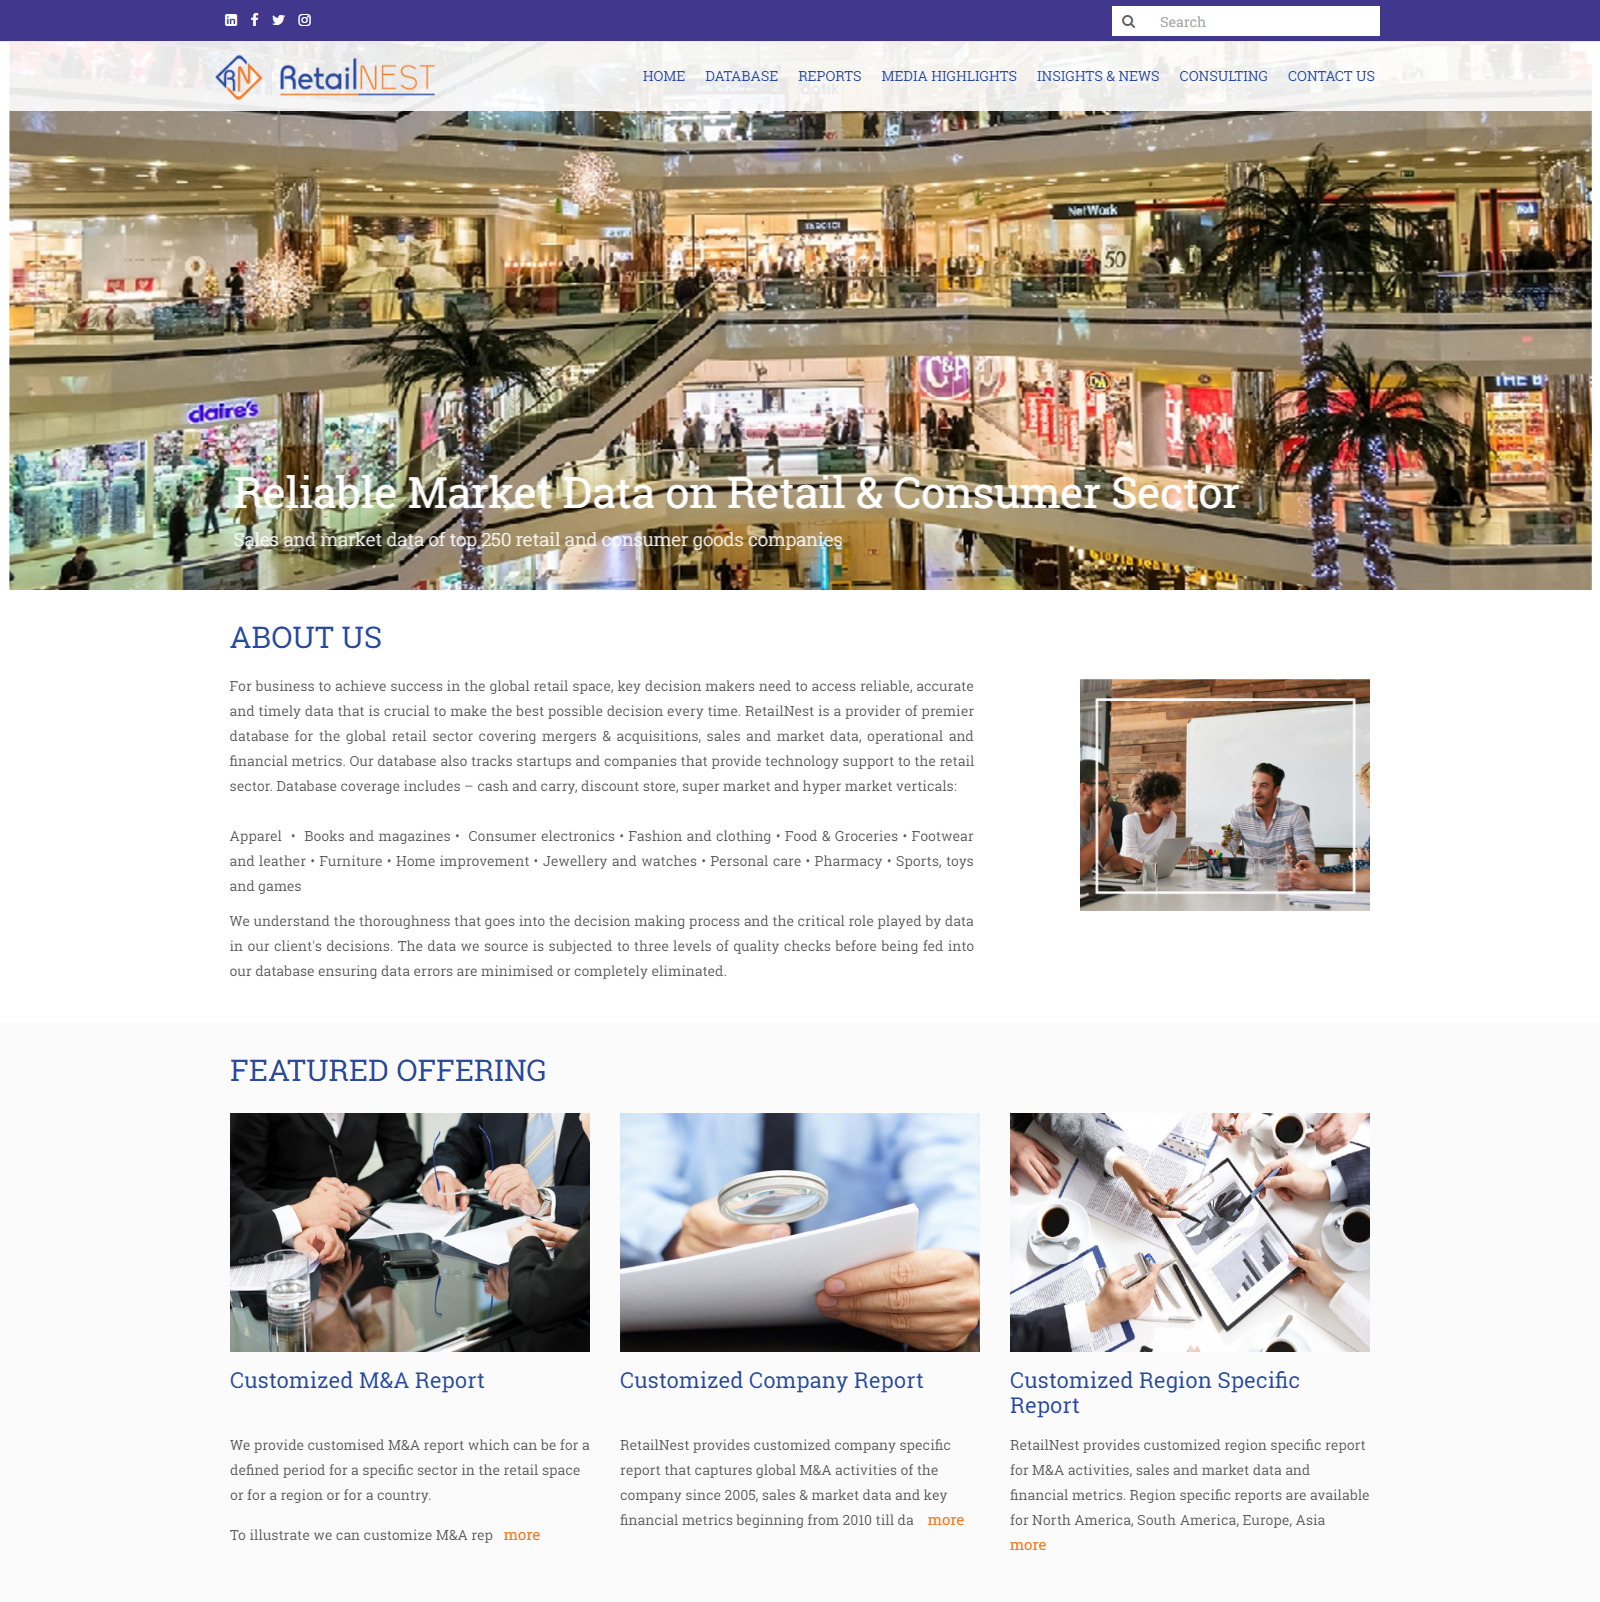 Search
RN RetailNEST
HOME DATABASE REPORTS MEDIA HIGHLIGHTS INSIGHTS & NEWS CONSULTING CONTACT US
NetWork
50
claire's
C&A
THE B
Reliable Market Data on Retail & Consumer Sector
Sales and market data of top 250 retail and consumer goods companies
ABOUT US
For business to achieve success in the global retail space, key decision makers need to access reliable, accurate
and timely data that is crucial to make the best possible decision every time. RetailNest is a provider of premier
database for the global retail sector covering mergers & acquisitions, sales and market data, operational and
financial metrics. Our database also tracks startups and companies that provide technology support to the retail
sector. Database coverage includes – cash and carry, discount store, super market and hyper market verticals:
Apparel • Books and magazines • Consumer electronics • Fashion and clothing • Food & Groceries • Footwear
and leather • Furniture • Home improvement • Jewellery and watches • Personal care • Pharmacy • Sports, toys
and games
We understand the thoroughness that goes into the decision making process and the critical role played by data
in our client's decisions. The data we source is subjected to three levels of quality checks before being fed into
our database ensuring data errors are minimised or completely eliminated.
FEATURED OFFERING
Customized M&A Report
We provide customised M&A report which can be for a
defined period for a specific sector in the retail space
or for a region or for a country.
To illustrate we can customize M&A rep more
Customized Company Report
RetailNest provides customized company specific
report that captures global M&A activities of the
company since 2005, sales & market data and key
financial metrics beginning from 2010 till da more
Customized Region Specific
Report
RetailNest provides customized region specific report
for M&A activities, sales and market data and
financial metrics. Region specific reports are available
for North America, South America, Europe, Asia
more